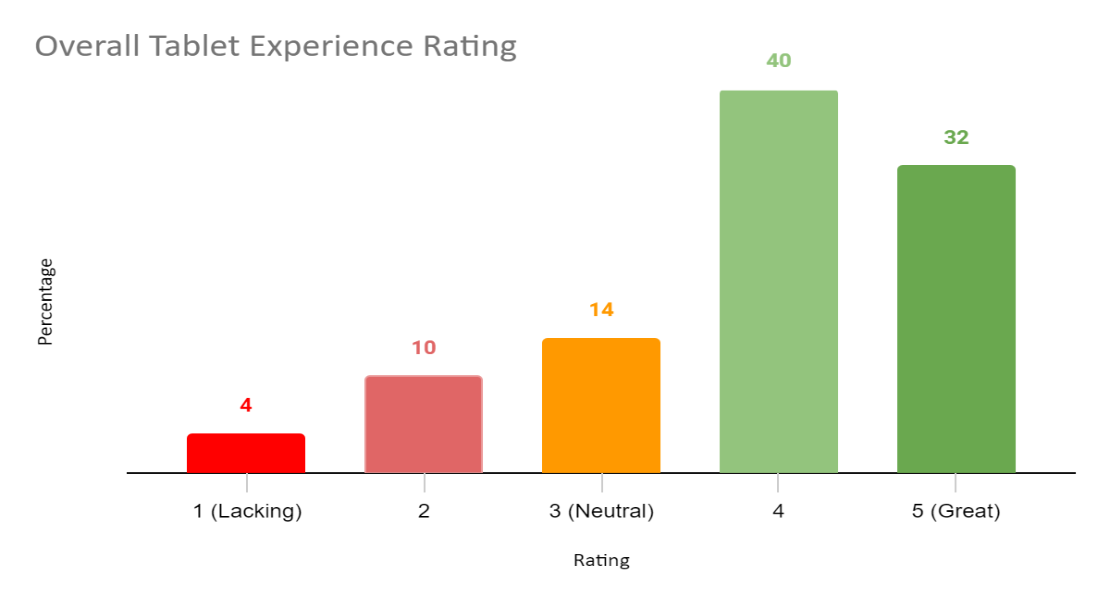 Overall Tablet Experience Rating
40
32
14
10
4
Percentage
1 (Lacking) 2 3 (Neutral) 4 5 (Great)
Rating